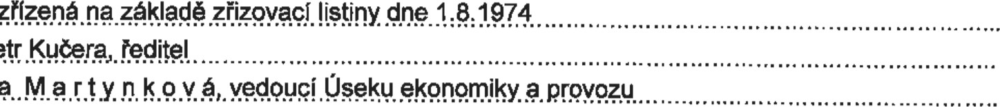 zřízená na základě zřizovací listiny dne 1.8.1974
etr Kučera, ředitel
a M a r t y n k o v á, vedoucí Úseku ekonomiky a provozu